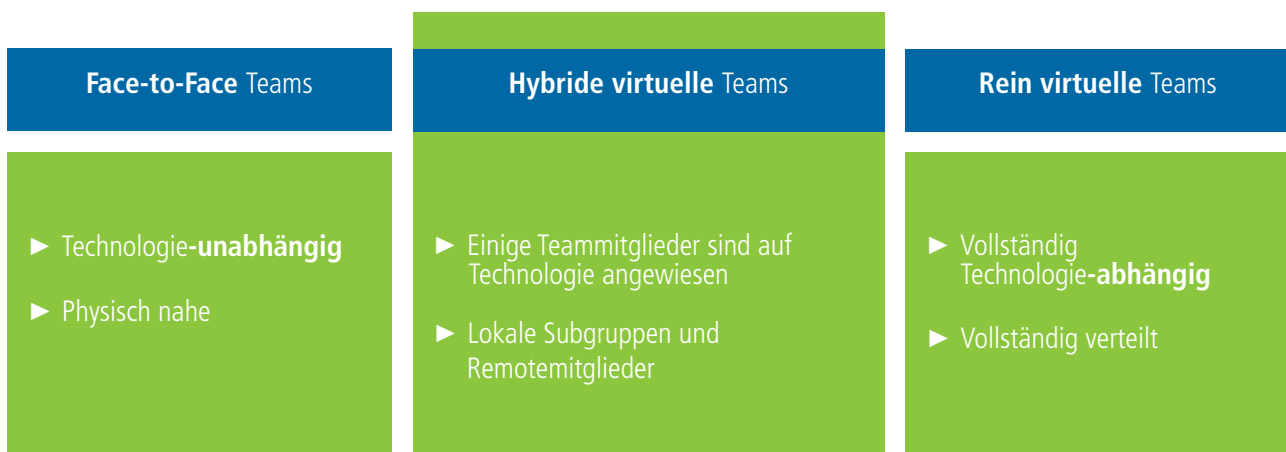 Face-to-Face Teams
► Technologie-unabhängig
► Physisch nahe
Hybride virtuelle Teams
► Einige Teammitglieder sind auf
Technologie angewiesen
► Lokale Subgruppen und
Remotemitglieder
Rein virtuelle Teams
► Vollständig
Technologie-abhängig
► Vollständig verteilt